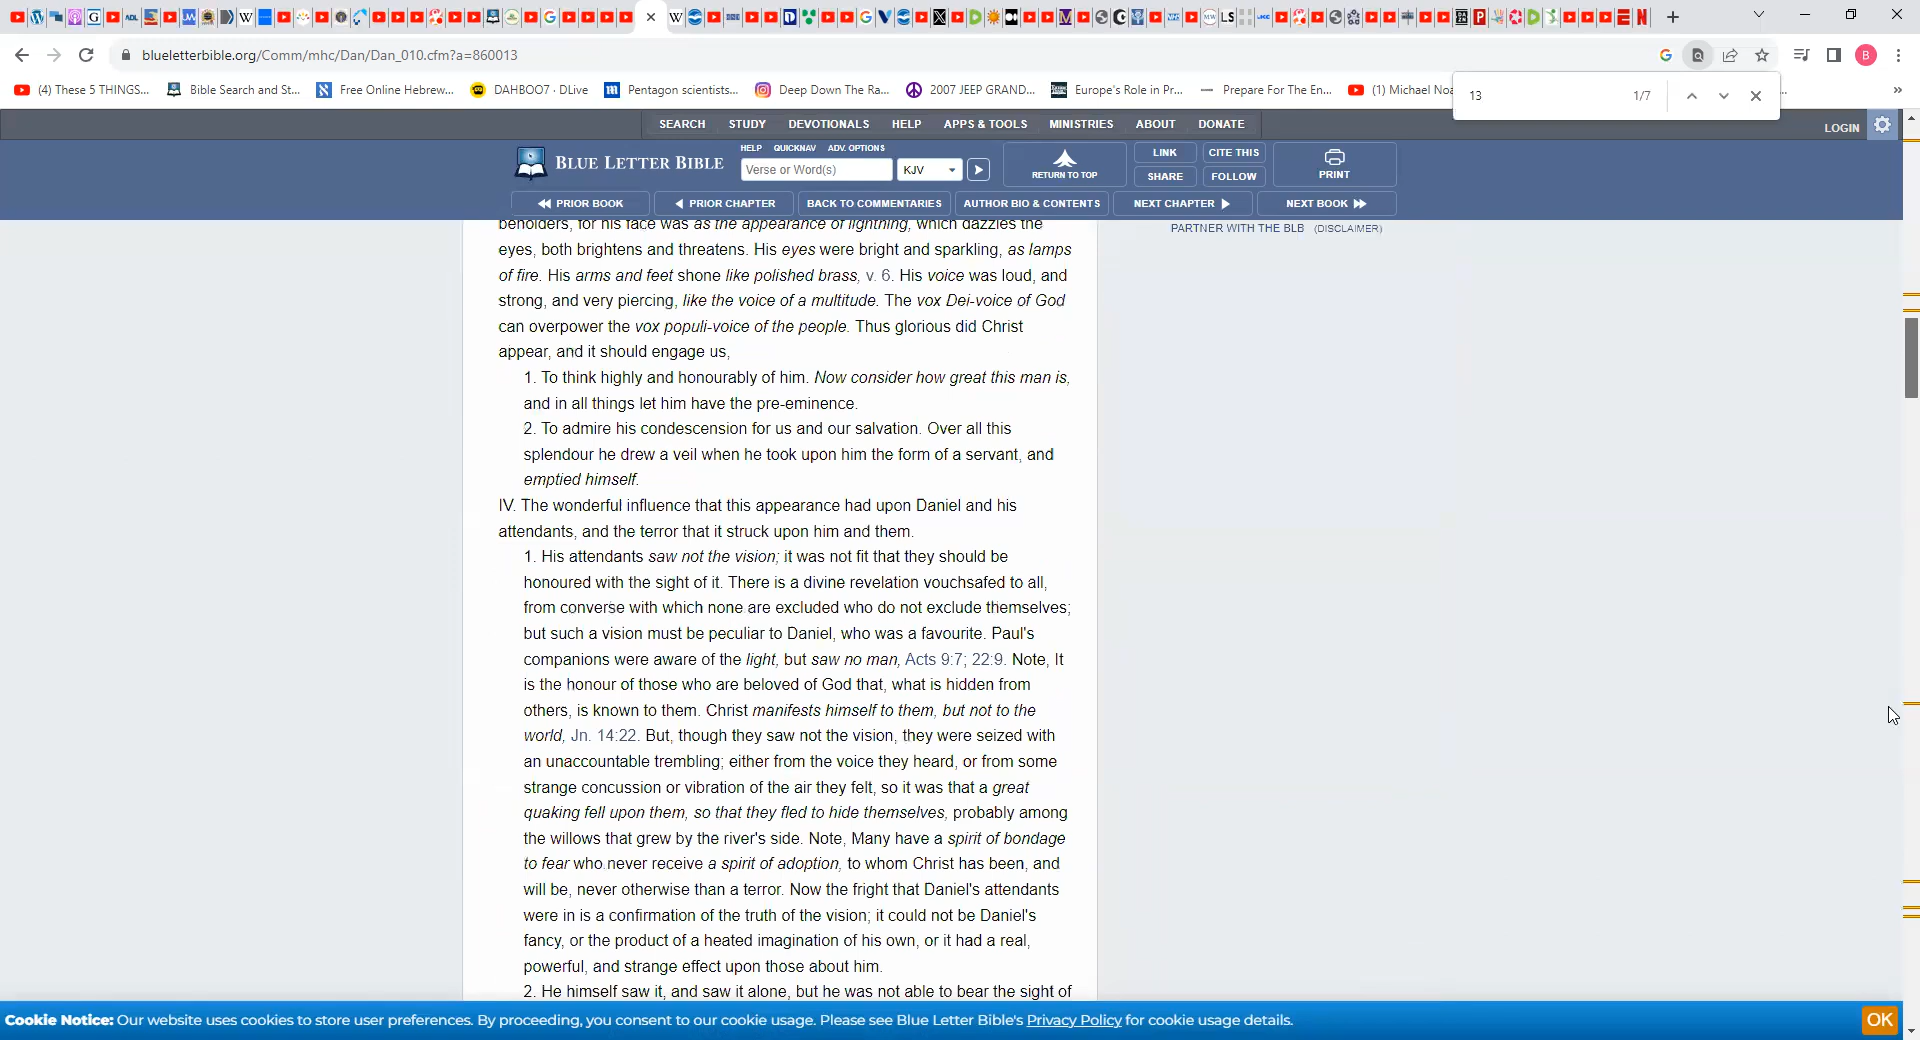 blueletterbible.org/Comm/mhc/Dan/Dan_010.cfm?a=860013
(4) These 5 THINGS...
Bible Search and St...
Free Online Hebrew...
DAHBOO7 · DLive
Pentagon scientists...
Deep Down The Ra...
2007 JEEP GRAND...
Europe's Role in Pr...
Prepare For The En...
(1) Michael Noa
13
1/7
SEARCH STUDY DEVOTIONALS HELP APPS & TOOLS MINISTRIES ABOUT DONATE
LOGIN
BLUE LETTER BIBLE
HELP QUICKNAV ADV. OPTIONS
Verse or Word(s)
KJV
RETURN TO TOP
LINK
CITE THIS
SHARE
FOLLOW
PRINT
PRIOR BOOK
PRIOR CHAPTER
BACK TO COMMENTARIES
AUTHOR BIO & CONTENTS
NEXT CHAPTER
NEXT BOOK
PARTNER WITH THE BLB (DISCLAIMER)
beholders, for his face was as the appearance of lightning, which dazzles the
eyes, both brightens and threatens. His eyes were bright and sparkling, as lamps
of fire. His arms and feet shone like polished brass, v. 6. His voice was loud, and
strong, and very piercing, like the voice of a multitude. The vox Dei-voice of God
can overpower the vox populi-voice of the people. Thus glorious did Christ
appear, and it should engage us,
1. To think highly and honourably of him. Now consider how great this man is,
and in all things let him have the pre-eminence.
2. To admire his condescension for us and our salvation. Over all this
splendour he drew a veil when he took upon him the form of a servant, and
emptied himself.
IV. The wonderful influence that this appearance had upon Daniel and his
attendants, and the terror that it struck upon him and them.
1. His attendants saw not the vision; it was not fit that they should be
honoured with the sight of it. There is a divine revelation vouchsafed to all,
from converse with which none are excluded who do not exclude themselves;
but such a vision must be peculiar to Daniel, who was a favourite. Paul's
companions were aware of the light, but saw no man, Acts 9:7; 22:9. Note, It
is the honour of those who are beloved of God that, what is hidden from
others, is known to them. Christ manifests himself to them, but not to the
world, Jn. 14:22. But, though they saw not the vision, they were seized with
an unaccountable trembling; either from the voice they heard, or from some
strange concussion or vibration of the air they felt, so it was that a great
quaking fell upon them, so that they fled to hide themselves, probably among
the willows that grew by the river's side. Note, Many have a spirit of bondage
to fear who never receive a spirit of adoption, to whom Christ has been, and
will be, never otherwise than a terror. Now the fright that Daniel's attendants
were in is a confirmation of the truth of the vision; it could not be Daniel's
fancy, or the product of a heated imagination of his own, or it had a real,
powerful, and strange effect upon those about him.
2. He himself saw it, and saw it alone, but he was not able to bear the sight of
Cookie Notice: Our website uses cookies to store user preferences. By proceeding, you consent to our cookie usage. Please see Blue Letter Bible's Privacy Policy for cookie usage details.
OK